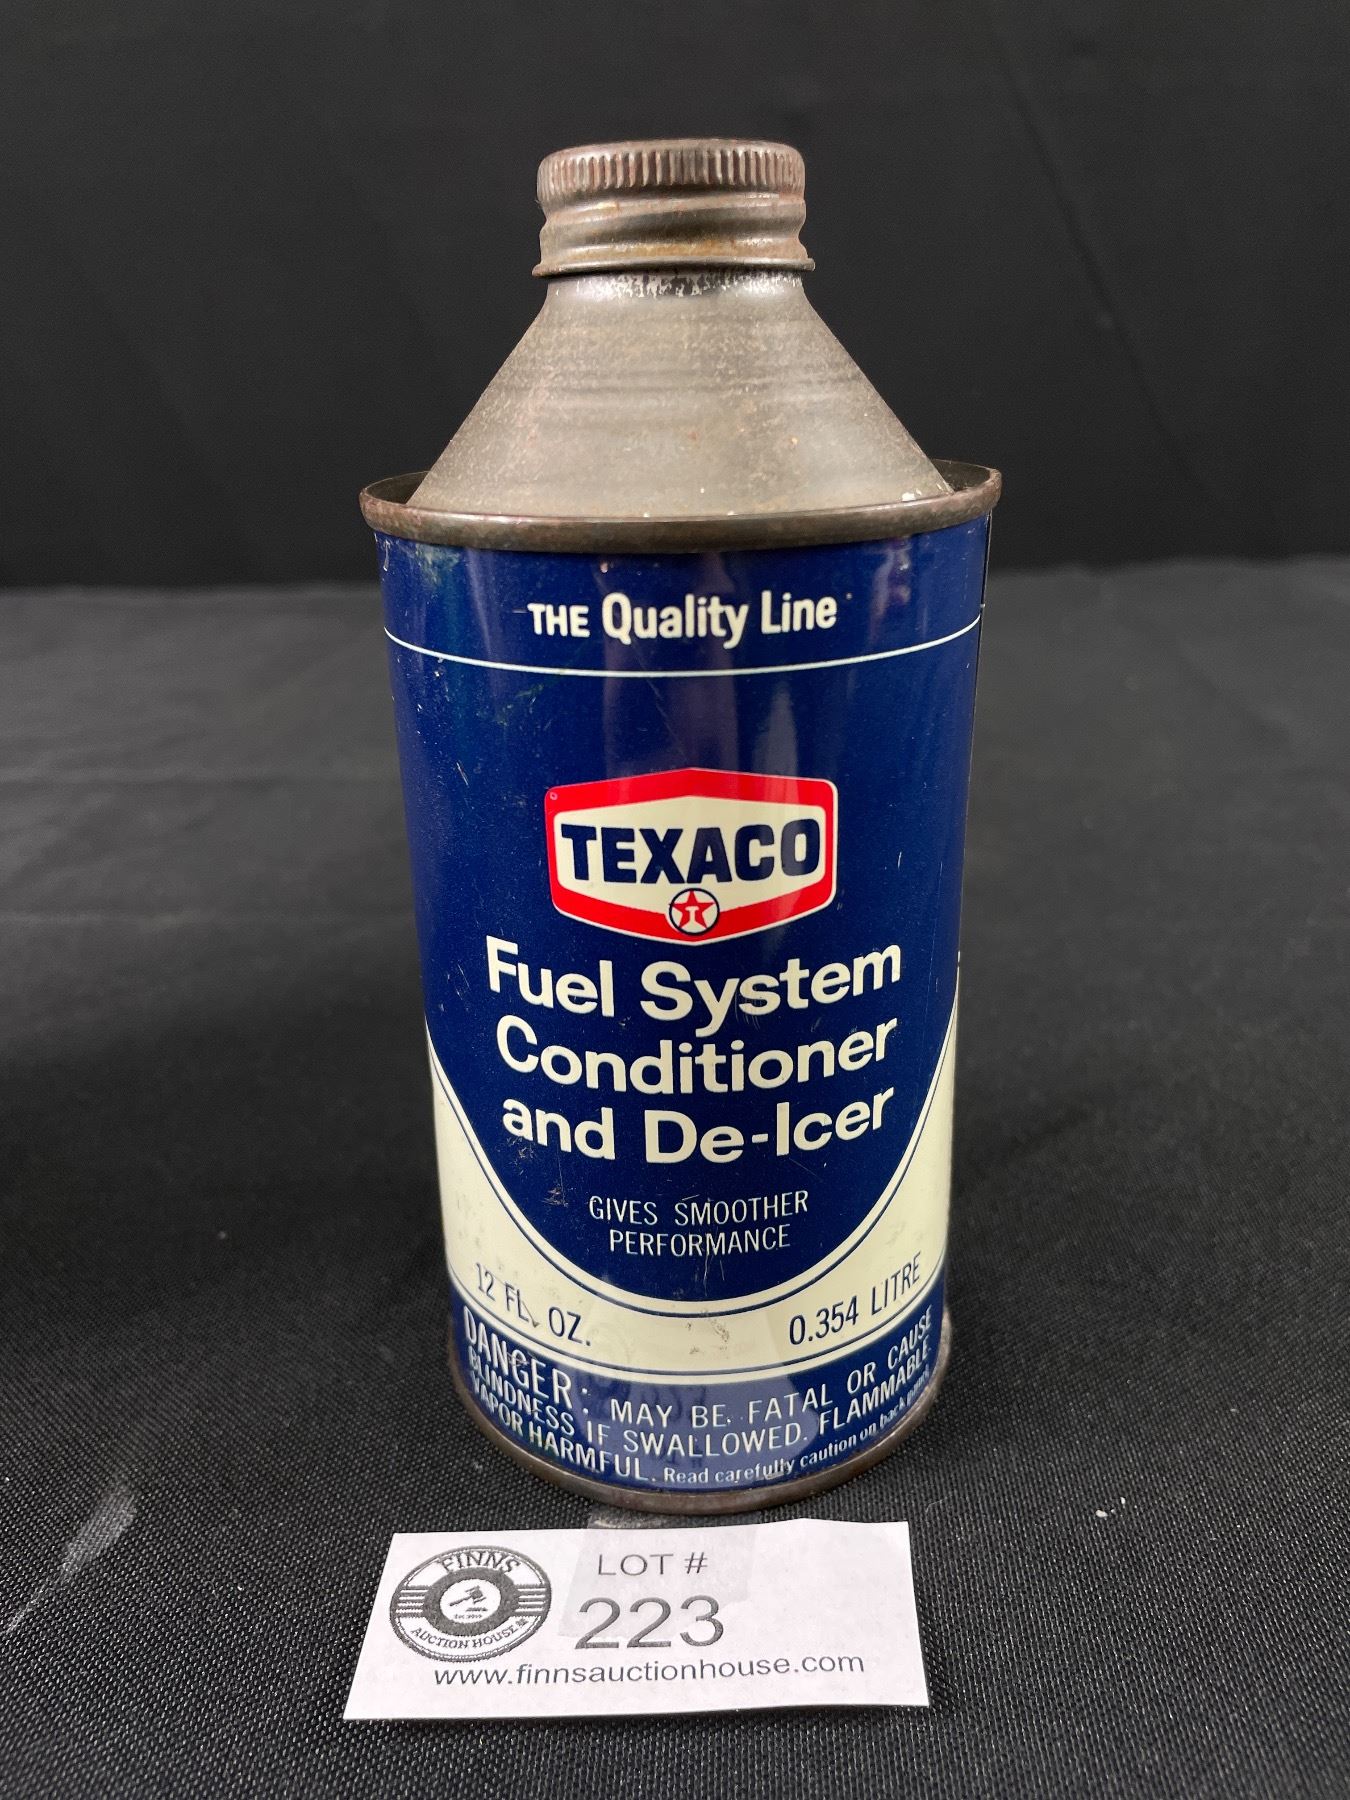 THE Quality Line
TEXACO
T
Fuel System
Conditioner
and De-Icer
GIVES SMOOTHER
PERFORMANCE
12 FL. OZ. 0.354 LITRE
DANGER: MAY BE FATAL OR CAUSE
BLINDNESS IF SWALLOWED. FLAMMABLE.
VAPOR HARMFUL. Read carefully caution on back panel.
FINNS
AUCTION HOUSE
LOT #
223
www.finnsauctionhouse.com